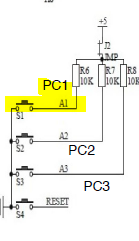 +5
J2
JUMP
R6
10K
R7
10K
R8
10K
PC1
A1
S1
A2
S2
PC2
A3
S3
PC3
RESET
S4